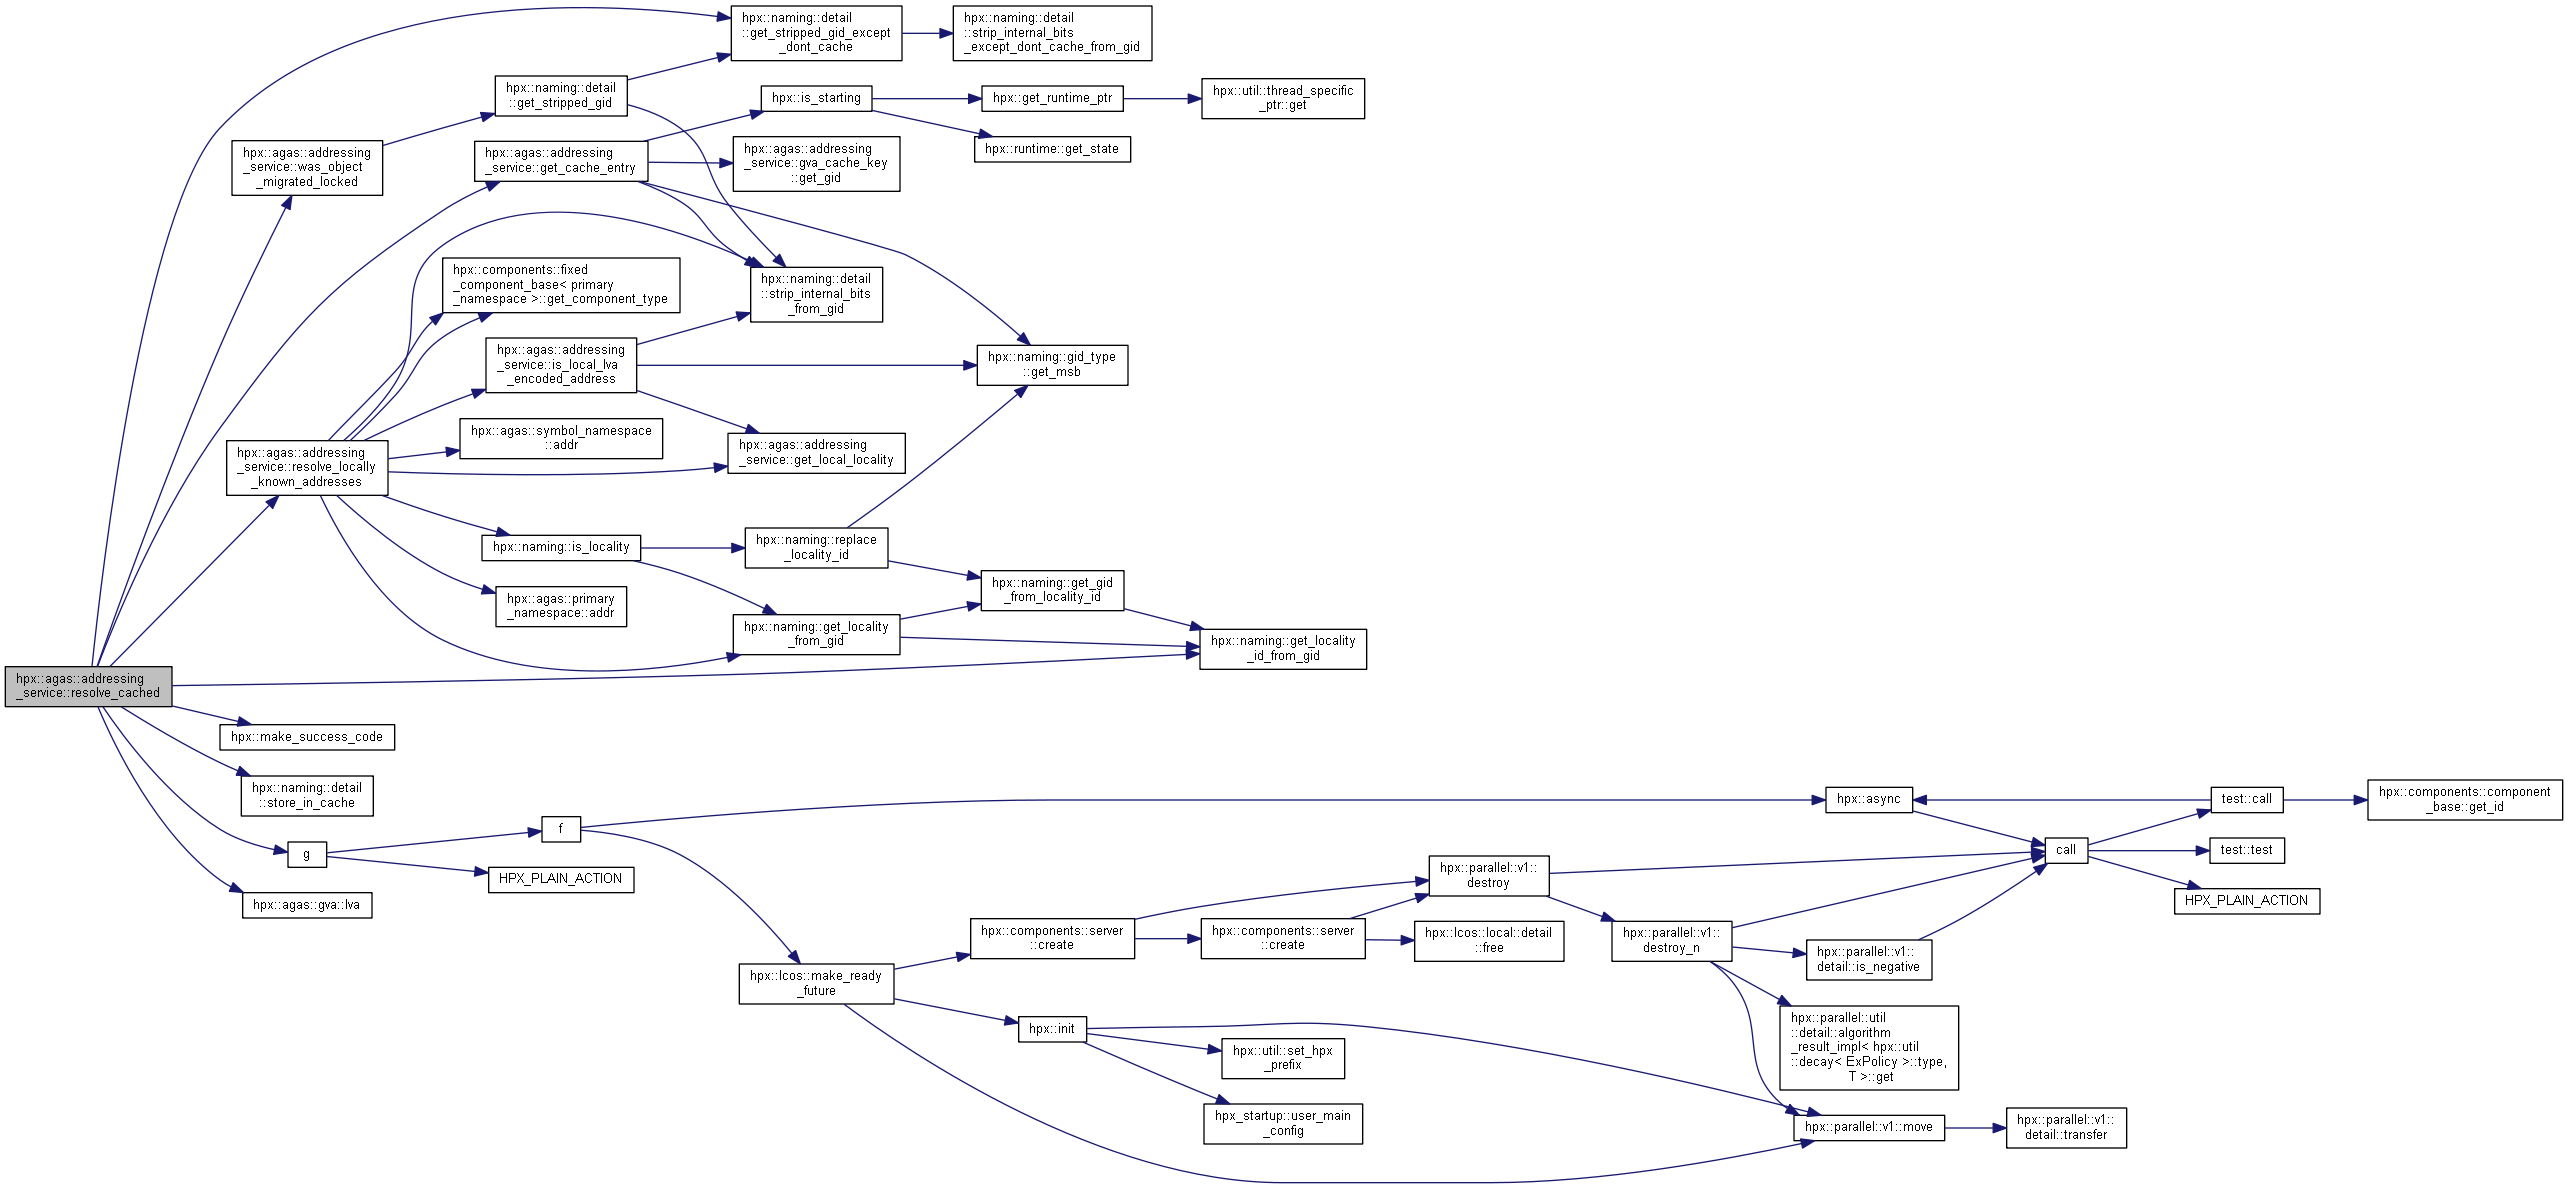 hpx::naming::detail
::get_stripped_gid_except
_dont_cache
hpx::naming::detail
::strip_internal_bits
_except_dont_cache_from_gid
hpx::naming::detail
::get_stripped_gid
hpx::is_starting
hpx::get_runtime_ptr
hpx::util::thread_specific
_ptr::get
hpx::agas::addressing
_service::was_object
_migrated_locked
hpx::agas::addressing
_service::get_cache_entry
hpx::agas::addressing
_service::gva_cache_key
::get_gid
hpx::runtime::get_state
hpx::components::fixed
_component_base< primary
_namespace >::get_component_type
hpx::naming::detail
::strip_internal_bits
_from_gid
hpx::agas::addressing
_service::is_local_lva
_encoded_address
hpx::naming::gid_type
::get_msb
hpx::agas::symbol_namespace
::addr
hpx::agas::addressing
_service::get_local_locality
hpx::agas::addressing
_service::resolve_locally
_known_addresses
hpx::naming::is_locality
hpx::naming::replace
_locality_id
hpx::agas::primary
_namespace::addr
hpx::naming::get_gid
_from_locality_id
hpx::naming::get_locality
_from_gid
hpx::naming::get_locality
_id_from_gid
hpx::agas::addressing
_service::resolve_cached
hpx::make_success_code
hpx::naming::detail
::store_in_cache
g
f
HPX_PLAIN_ACTION
hpx::agas::gva::lva
hpx::async
test::call
hpx::components::component
_base::get_id
call
test::test
HPX_PLAIN_ACTION
hpx::parallel::v1::
destroy
hpx::components::server
::create
hpx::components::server
::create
hpx::lcos::local::detail
::free
hpx::parallel::v1::
destroy_n
hpx::parallel::v1::
detail::is_negative
hpx::lcos::make_ready
_future
hpx::init
hpx::util::set_hpx
_prefix
hpx_startup::user_main
_config
hpx::parallel::util
::detail::algorithm
_result_impl< hpx::util
::decay< ExPolicy >::type,
T >::get
hpx::parallel::v1::move
hpx::parallel::v1::
detail::transfer